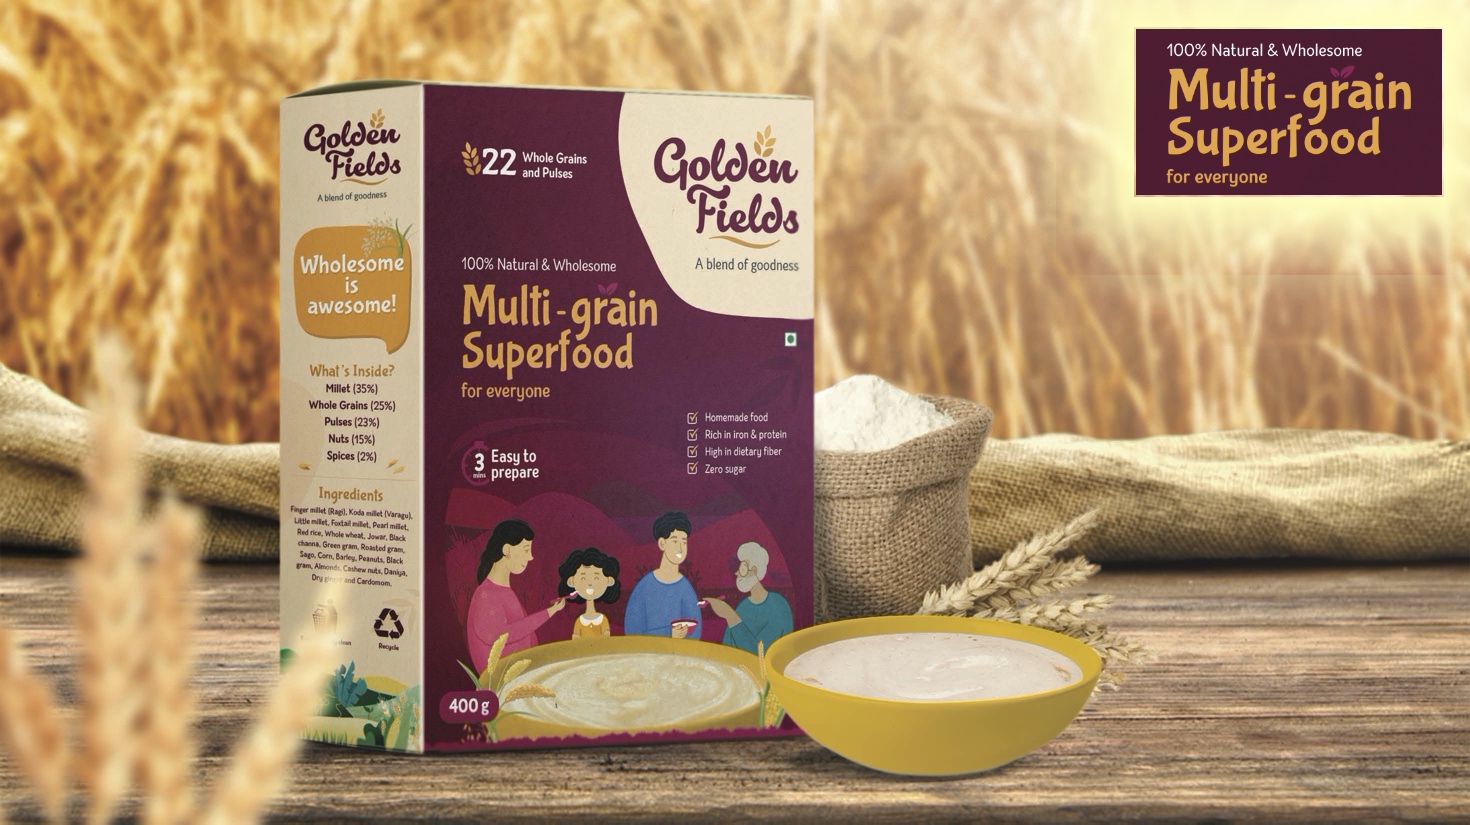 Golden
Fields
A blend of goodness
Wholesome
is
awesome!
What's Inside?
Millet (35%)
Whole Grains (25%)
Pulses (23%)
Nuts (15%)
Spices (2%)
Ingredients
Finger millet (Ragi), Koda millet (Varagu),
Little millet, Foxtail millet, Pearl millet,
Red rice, Whole wheat, Jowar, Black
channa, Green gram, Roasted gram,
Sago, Corn, Barley, Peanuts, Black
gram, Almonds, Cashew nuts, Daniya,
Dry and Cardomom.
clean
Recycle
22 Whole Grains
and Pulses
Golden
Fields
A blend of goodness
100% Natural & Wholesome
Multi-grain
Superfood
for everyone
Homemade food
Rich in iron & protein
High in dietary fiber
Zero sugar
3
mins
Easy to
prepare
400 g
100% Natural & Wholesome
Multi-grain
Superfood
for everyone